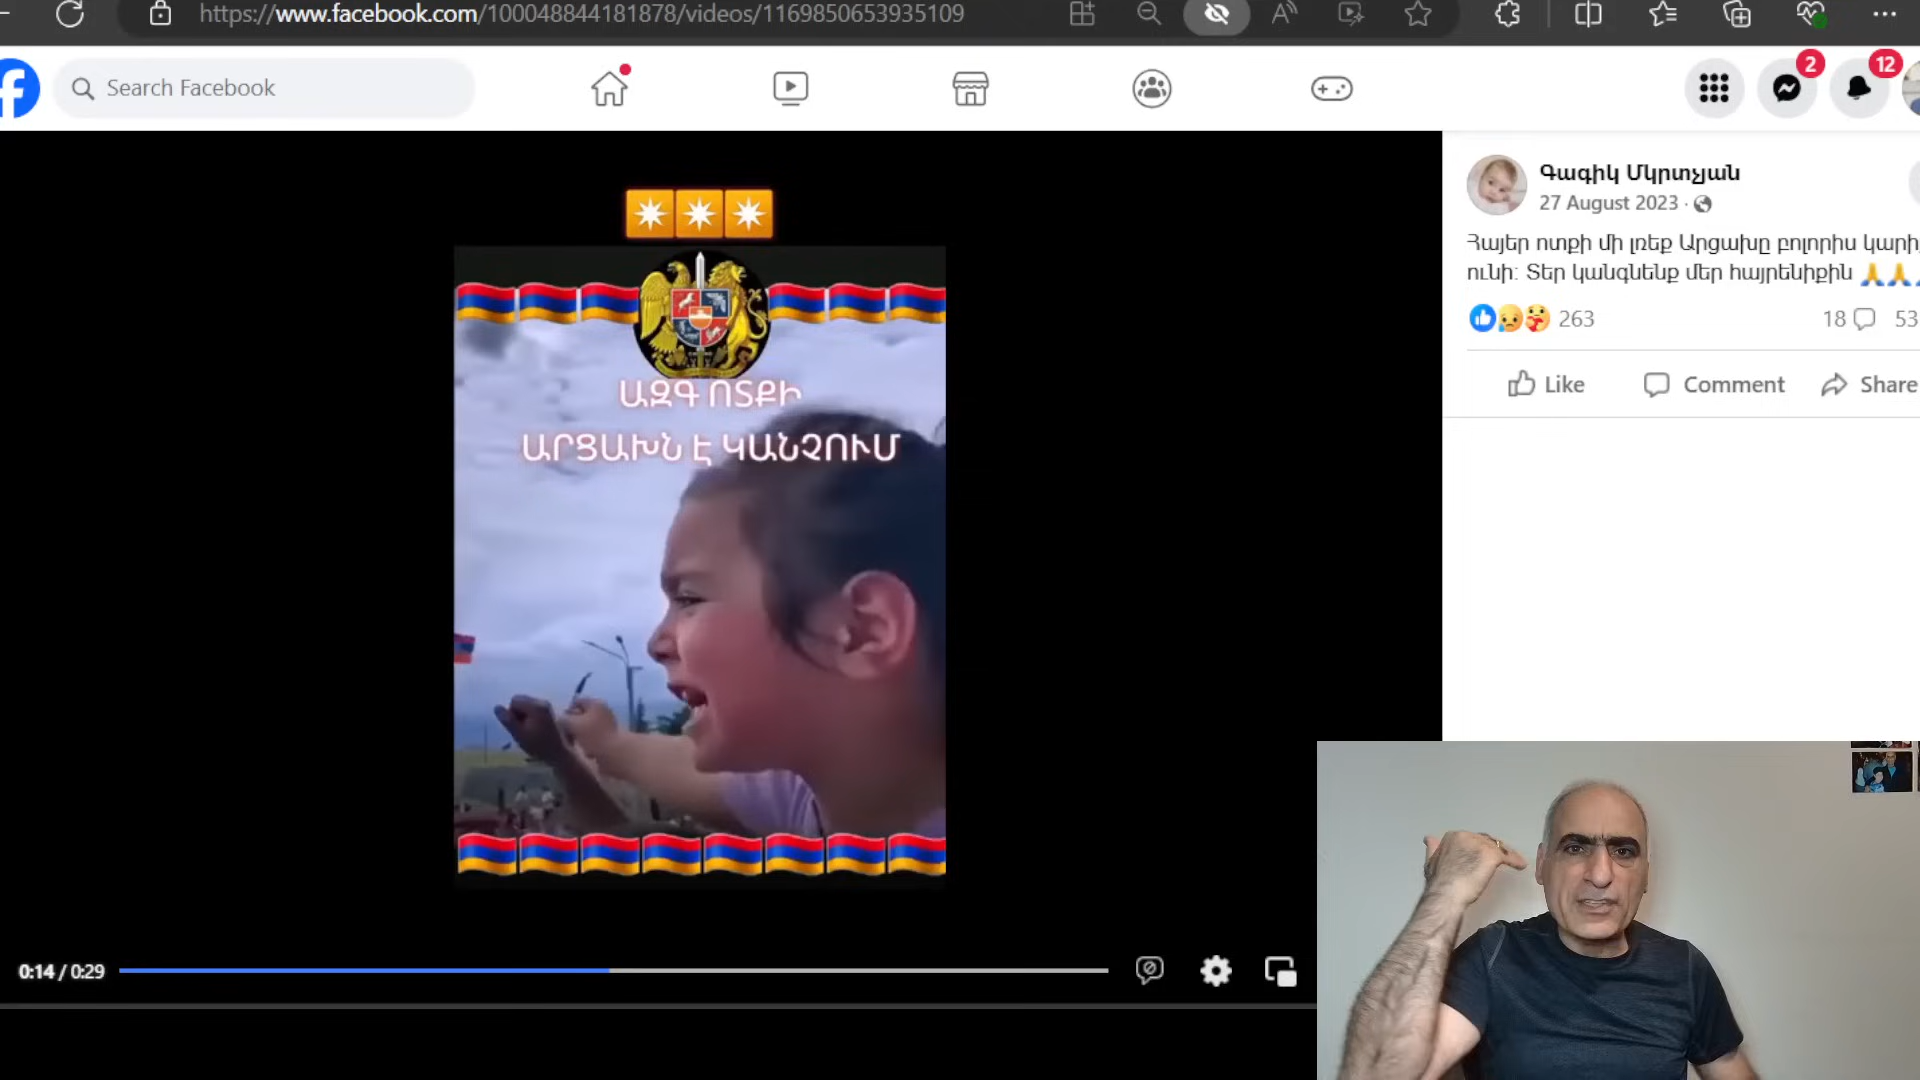 https://www.facebook.com/100048844181878/videos/1169850653935109
Search Facebook
2
12
Գագիկ Մկրտչյան
27 August 2023 ·
Հայեր ոտքի մի լռեք Արցախը բոլորիս կարի
ունի: Տեր կանգնենք մեր հայրենիքին
263
18
53
Like
Comment
Share
ԱԶԳ ՈՏՔԻ
ԱՐՑԱԽՆ Է ԿԱՆՉՈՒՄ
0:14 / 0:29